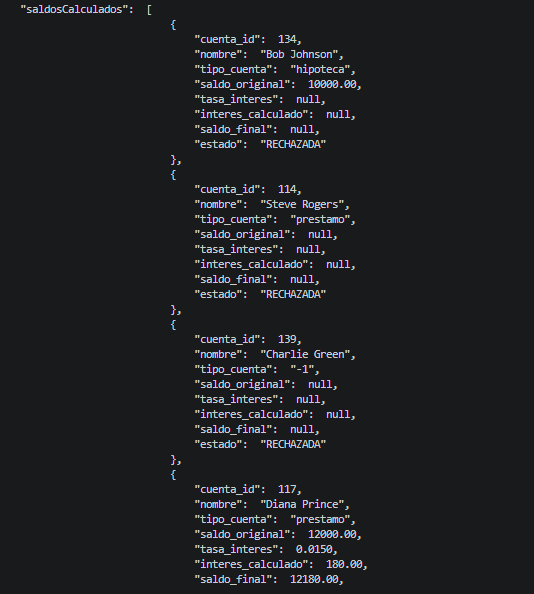 "saldosCalculados": [
{
"cuenta_id": 134,
"nombre": "Bob Johnson",
"tipo_cuenta": "hipoteca",
"saldo_original": 10000.00,
"tasa_interes": null,
"interes_calculado": null,
"saldo_final": null,
"estado": "RECHAZADA"
},
{
"cuenta_id": 114,
"nombre": "Steve Rogers",
"tipo_cuenta": "prestamo",
"saldo_original": null,
"tasa_interes": null,
"interes_calculado": null,
"saldo_final": null,
"estado": "RECHAZADA"
},
{
"cuenta_id": 139,
"nombre": "Charlie Green",
"tipo_cuenta": "-1",
"saldo_original": null,
"tasa_interes": null,
"interes_calculado": null,
"saldo_final": null,
"estado": "RECHAZADA"
},
{
"cuenta_id": 117,
"nombre": "Diana Prince",
"tipo_cuenta": "prestamo",
"saldo_original": 12000.00,
"tasa_interes": 0.0150,
"interes_calculado": 180.00,
"saldo_final": 12180.00,